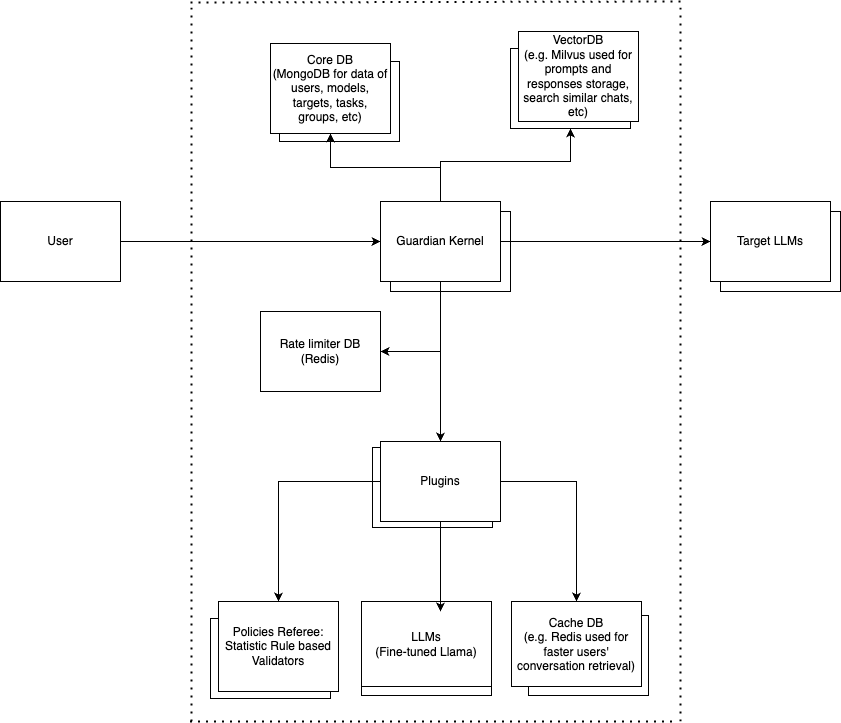 Core DB
(MongoDB for data of
users, models,
targets, tasks,
groups, etc)
VectorDB
(e.g. Milvus used for
prompts and
responses storage,
search similar chats,
etc)
User
Guardian Kernel
Target LLMs
Rate limiter DB
(Redis)
Plugins
Policies Referee:
Statistic Rule based
Validators
LLMs
(Fine-tuned Llama)
Cache DB
(e.g. Redis used for
faster users'
conversation retrieval)